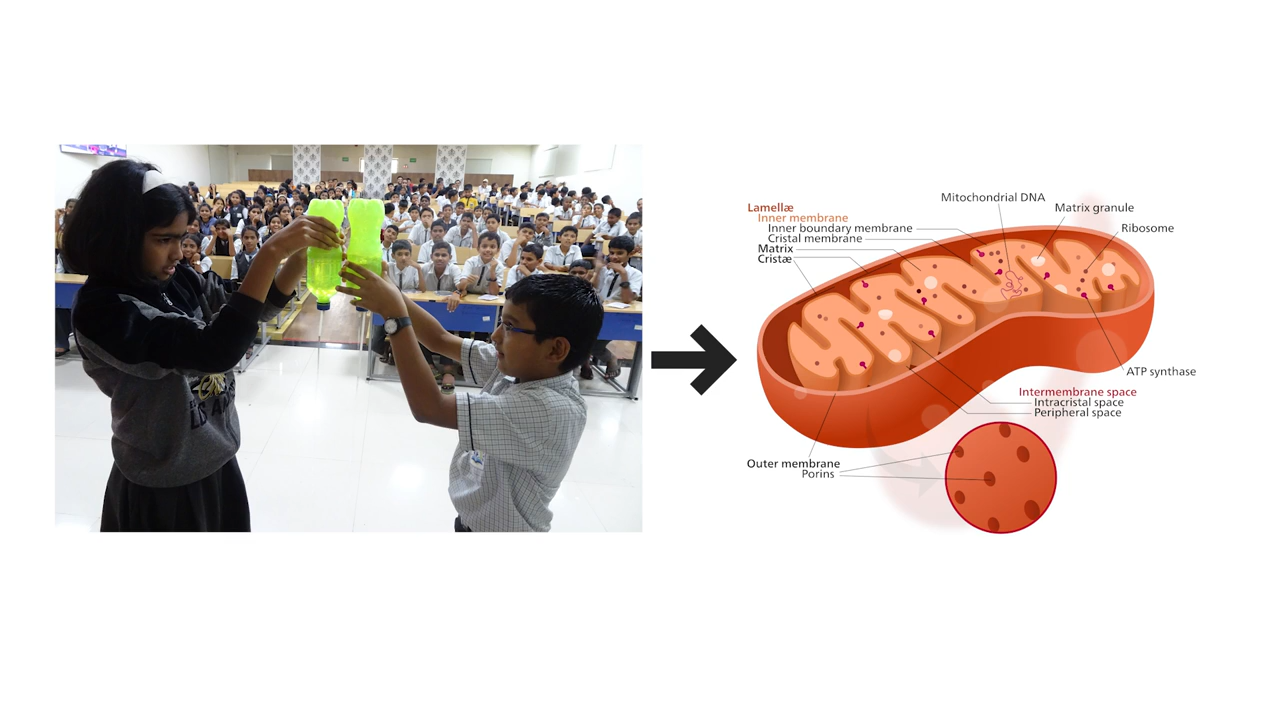 Mitochondrial DNA
Matrix granule
Ribosome
Lamellæ
Inner membrane
Inner boundary membrane
Cristal membrane
Matrix
Cristæ
ATP synthase
Intermembrane space
Intracristal space
Peripheral space
Outer membrane
Porins